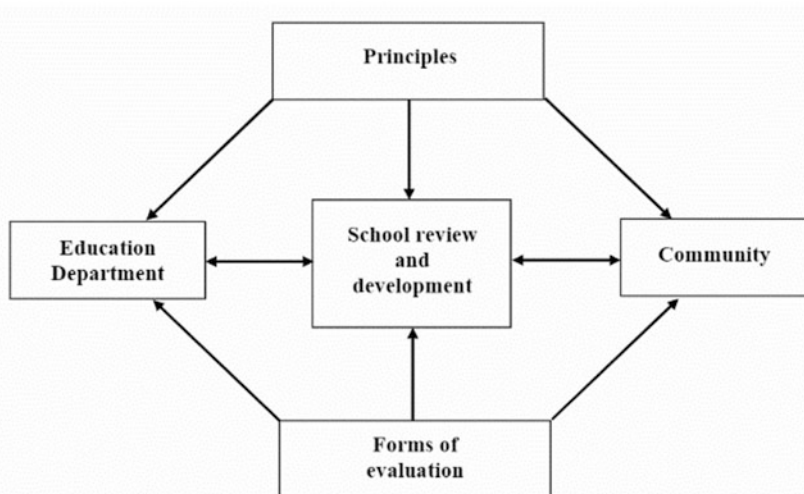 Principles
Education
Department
School review
and
development
Community
Forms of
evaluation